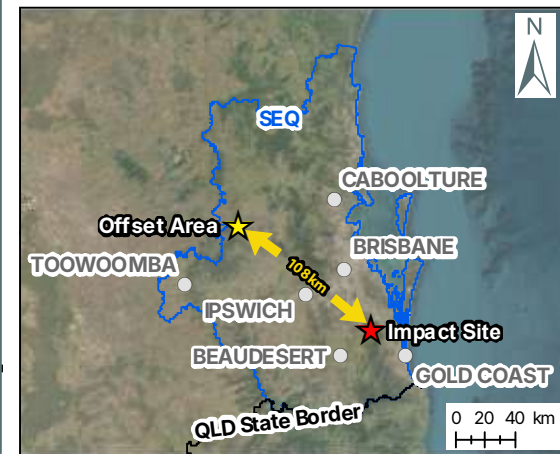 N
SEQ
CABOOLTURE
Offset Area
BRISBANE
TOOWOOMBA
108km
IPSWICH
Impact Site
BEAUDESERT
GOLD COAST
QLD State Border
0 20 40 km